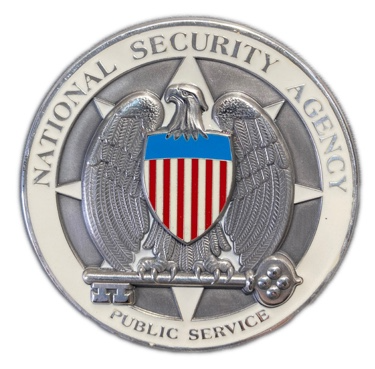 NATIONAL SECURITY AGENCY
PUBLIC SERVICE